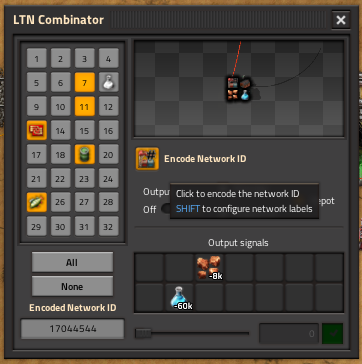 LTN Combinator
1 2 3 4
5 6 7
9 10 11 12
14 15 16
17 18 20
21 22 23 24
26 27 28
29 30 31 32
All
None
Encoded Network ID
17044544
Encode Network ID
Outpu
Off
Click to encode the network ID
SHIFT to configure network labels
epot
Output signals
-8k
-60k
0